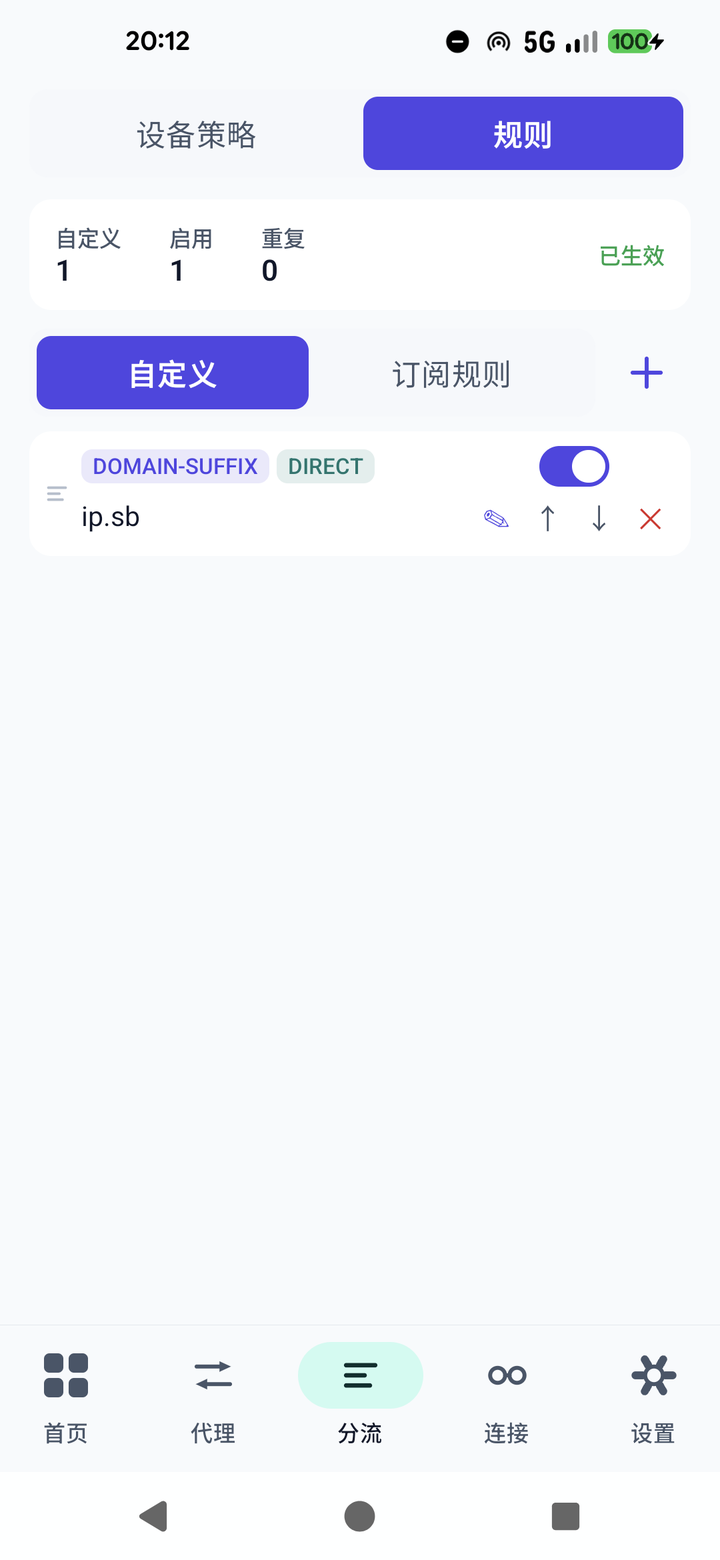 20:12 5G 100
设备策略 规则
自定义 启用 重复
1 1 0
已生效
自定义 订阅规则
DOMAIN-SUFFIX DIRECT
ip.sb
首页 代理 分流 连接 设置